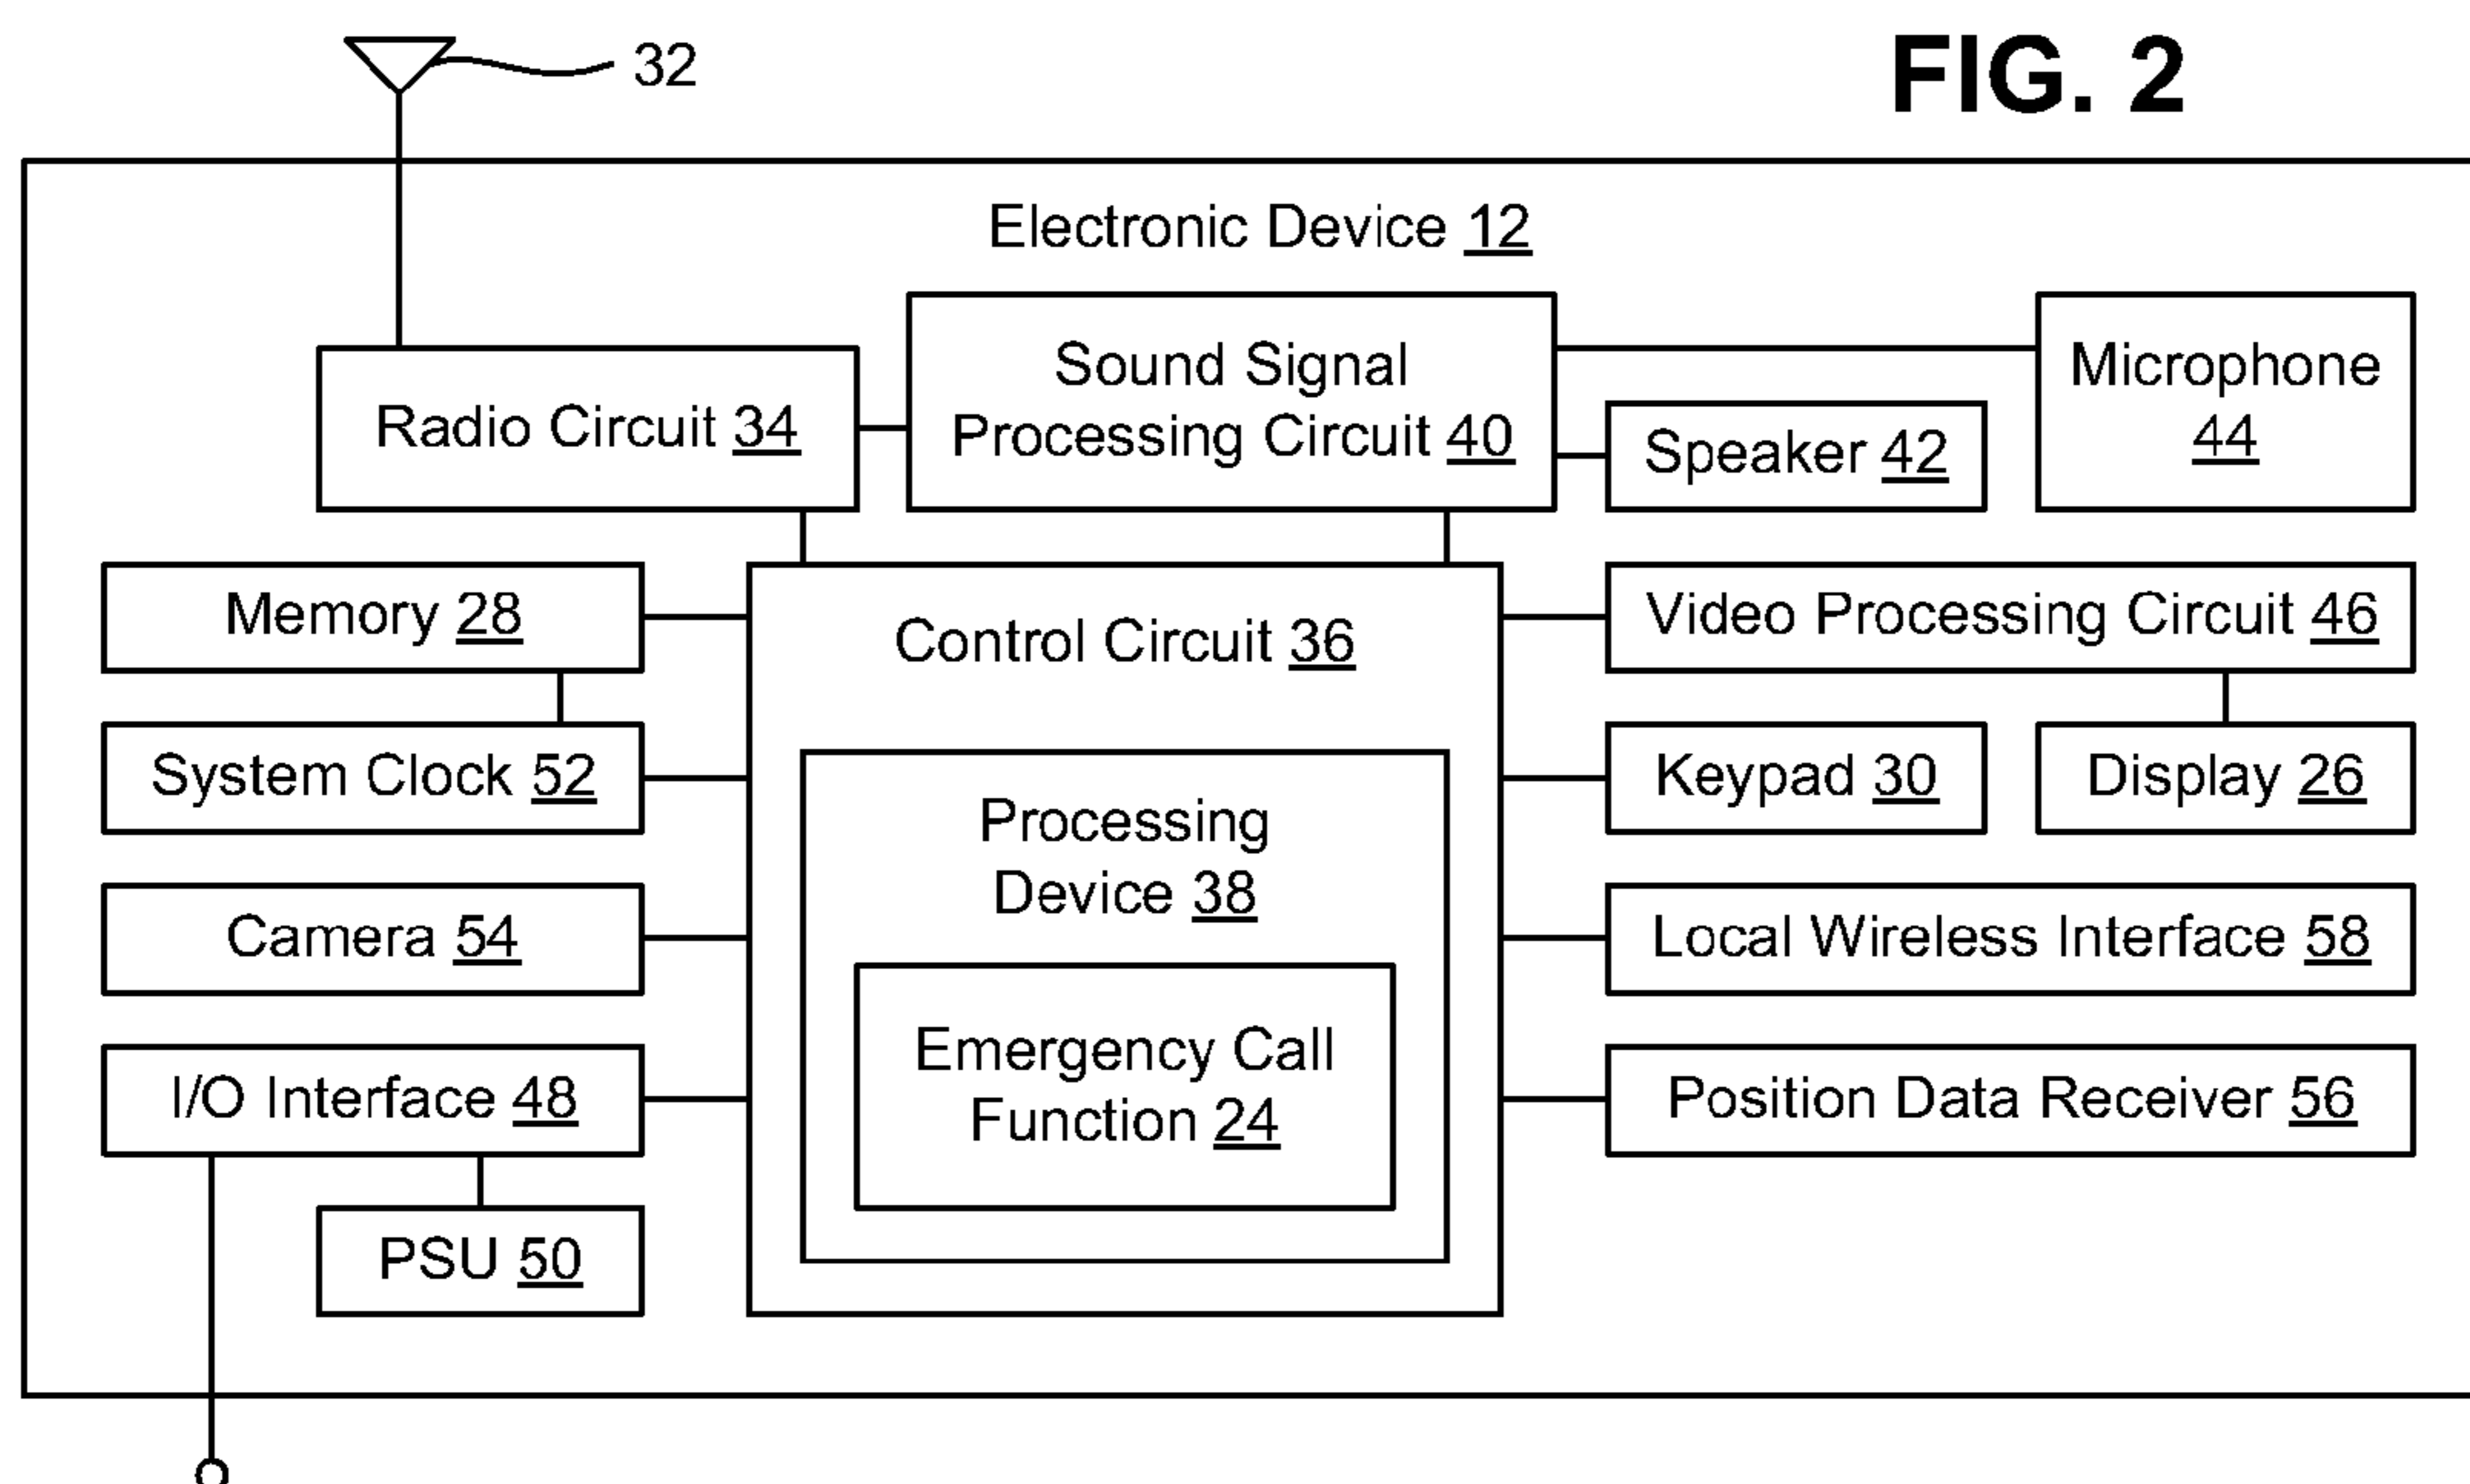 32
FIG. 2
Electronic Device 12
Radio Circuit 34
Sound Signal
Processing Circuit 40
Microphone
44
Speaker 42
Memory 28
Control Circuit 36
Video Processing Circuit 46
System Clock 52
Processing
Device 38
Keypad 30
Display 26
Camera 54
Local Wireless Interface 58
I/O Interface 48
Emergency Call
Function 24
Position Data Receiver 56
PSU 50